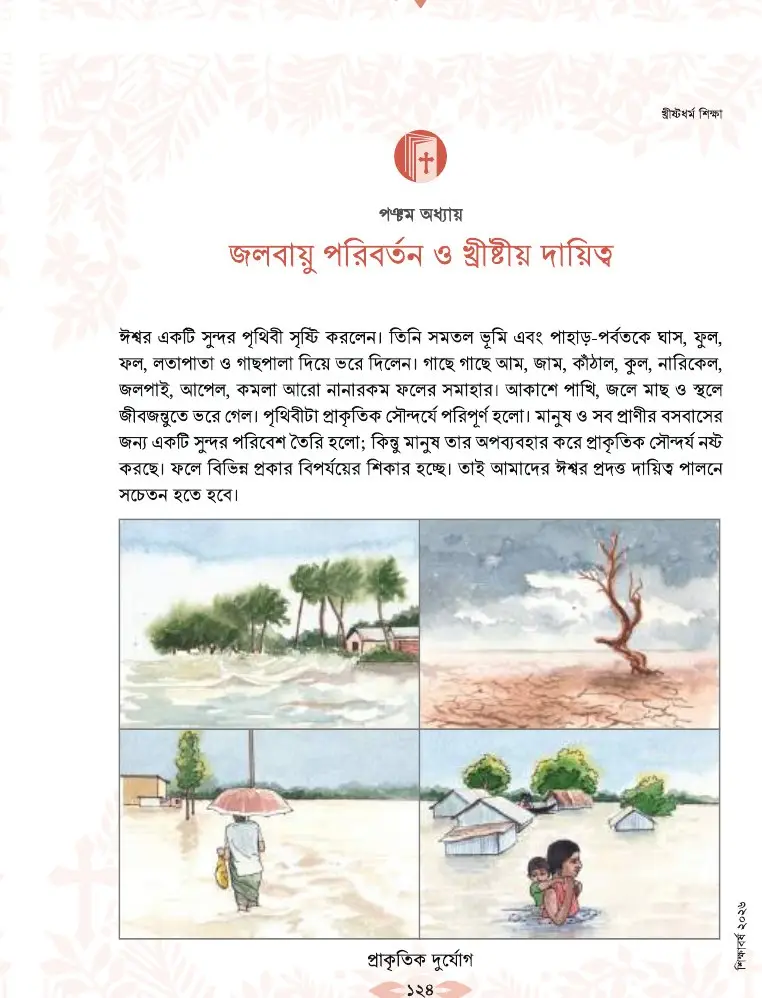 খ্রীষ্টধর্ম শিক্ষা
পঞ্চম অধ্যায়
জলবায়ু পরিবর্তন ও খ্রীষ্টীয় দায়িত্ব
ঈশ্বর একটি সুন্দর পৃথিবী সৃষ্টি করলেন। তিনি সমতল ভূমি এবং পাহাড়-পর্বতকে ঘাস, ফুল,
ফল, লতাপাতা ও গাছপালা দিয়ে ভরে দিলেন। গাছে গাছে আম, জাম, কাঁঠাল, কুল, নারিকেল,
জলপাই, আপেল, কমলা আরো নানারকম ফলের সমাহার। আকাশে পাখি, জলে মাছ ও স্থলে
জীবজন্তুতে ভরে গেল। পৃথিবীটা প্রাকৃতিক সৌন্দর্যে পরিপূর্ণ হলো। মানুষ ও সব প্রাণীর বসবাসের
জন্য একটি সুন্দর পরিবেশ তৈরি হলো; কিন্তু মানুষ তার অপব্যবহার করে প্রাকৃতিক সৌন্দর্য নষ্ট
করছে। ফলে বিভিন্ন প্রকার বিপর্যয়ের শিকার হচ্ছে। তাই আমাদের ঈশ্বর প্রদত্ত দায়িত্ব পালনে
সচেতন হতে হবে।
প্রাকৃতিক দুর্যোগ
শিক্ষাবর্ষ ২০২৬
১২৪